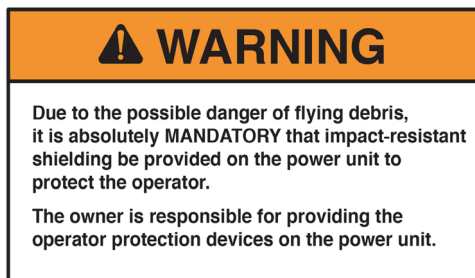 WARNING
Due to the possible danger of flying debris,
it is absolutely MANDATORY that impact-resistant
shielding be provided on the power unit to
protect the operator.
The owner is responsible for providing the
operator protection devices on the power unit.